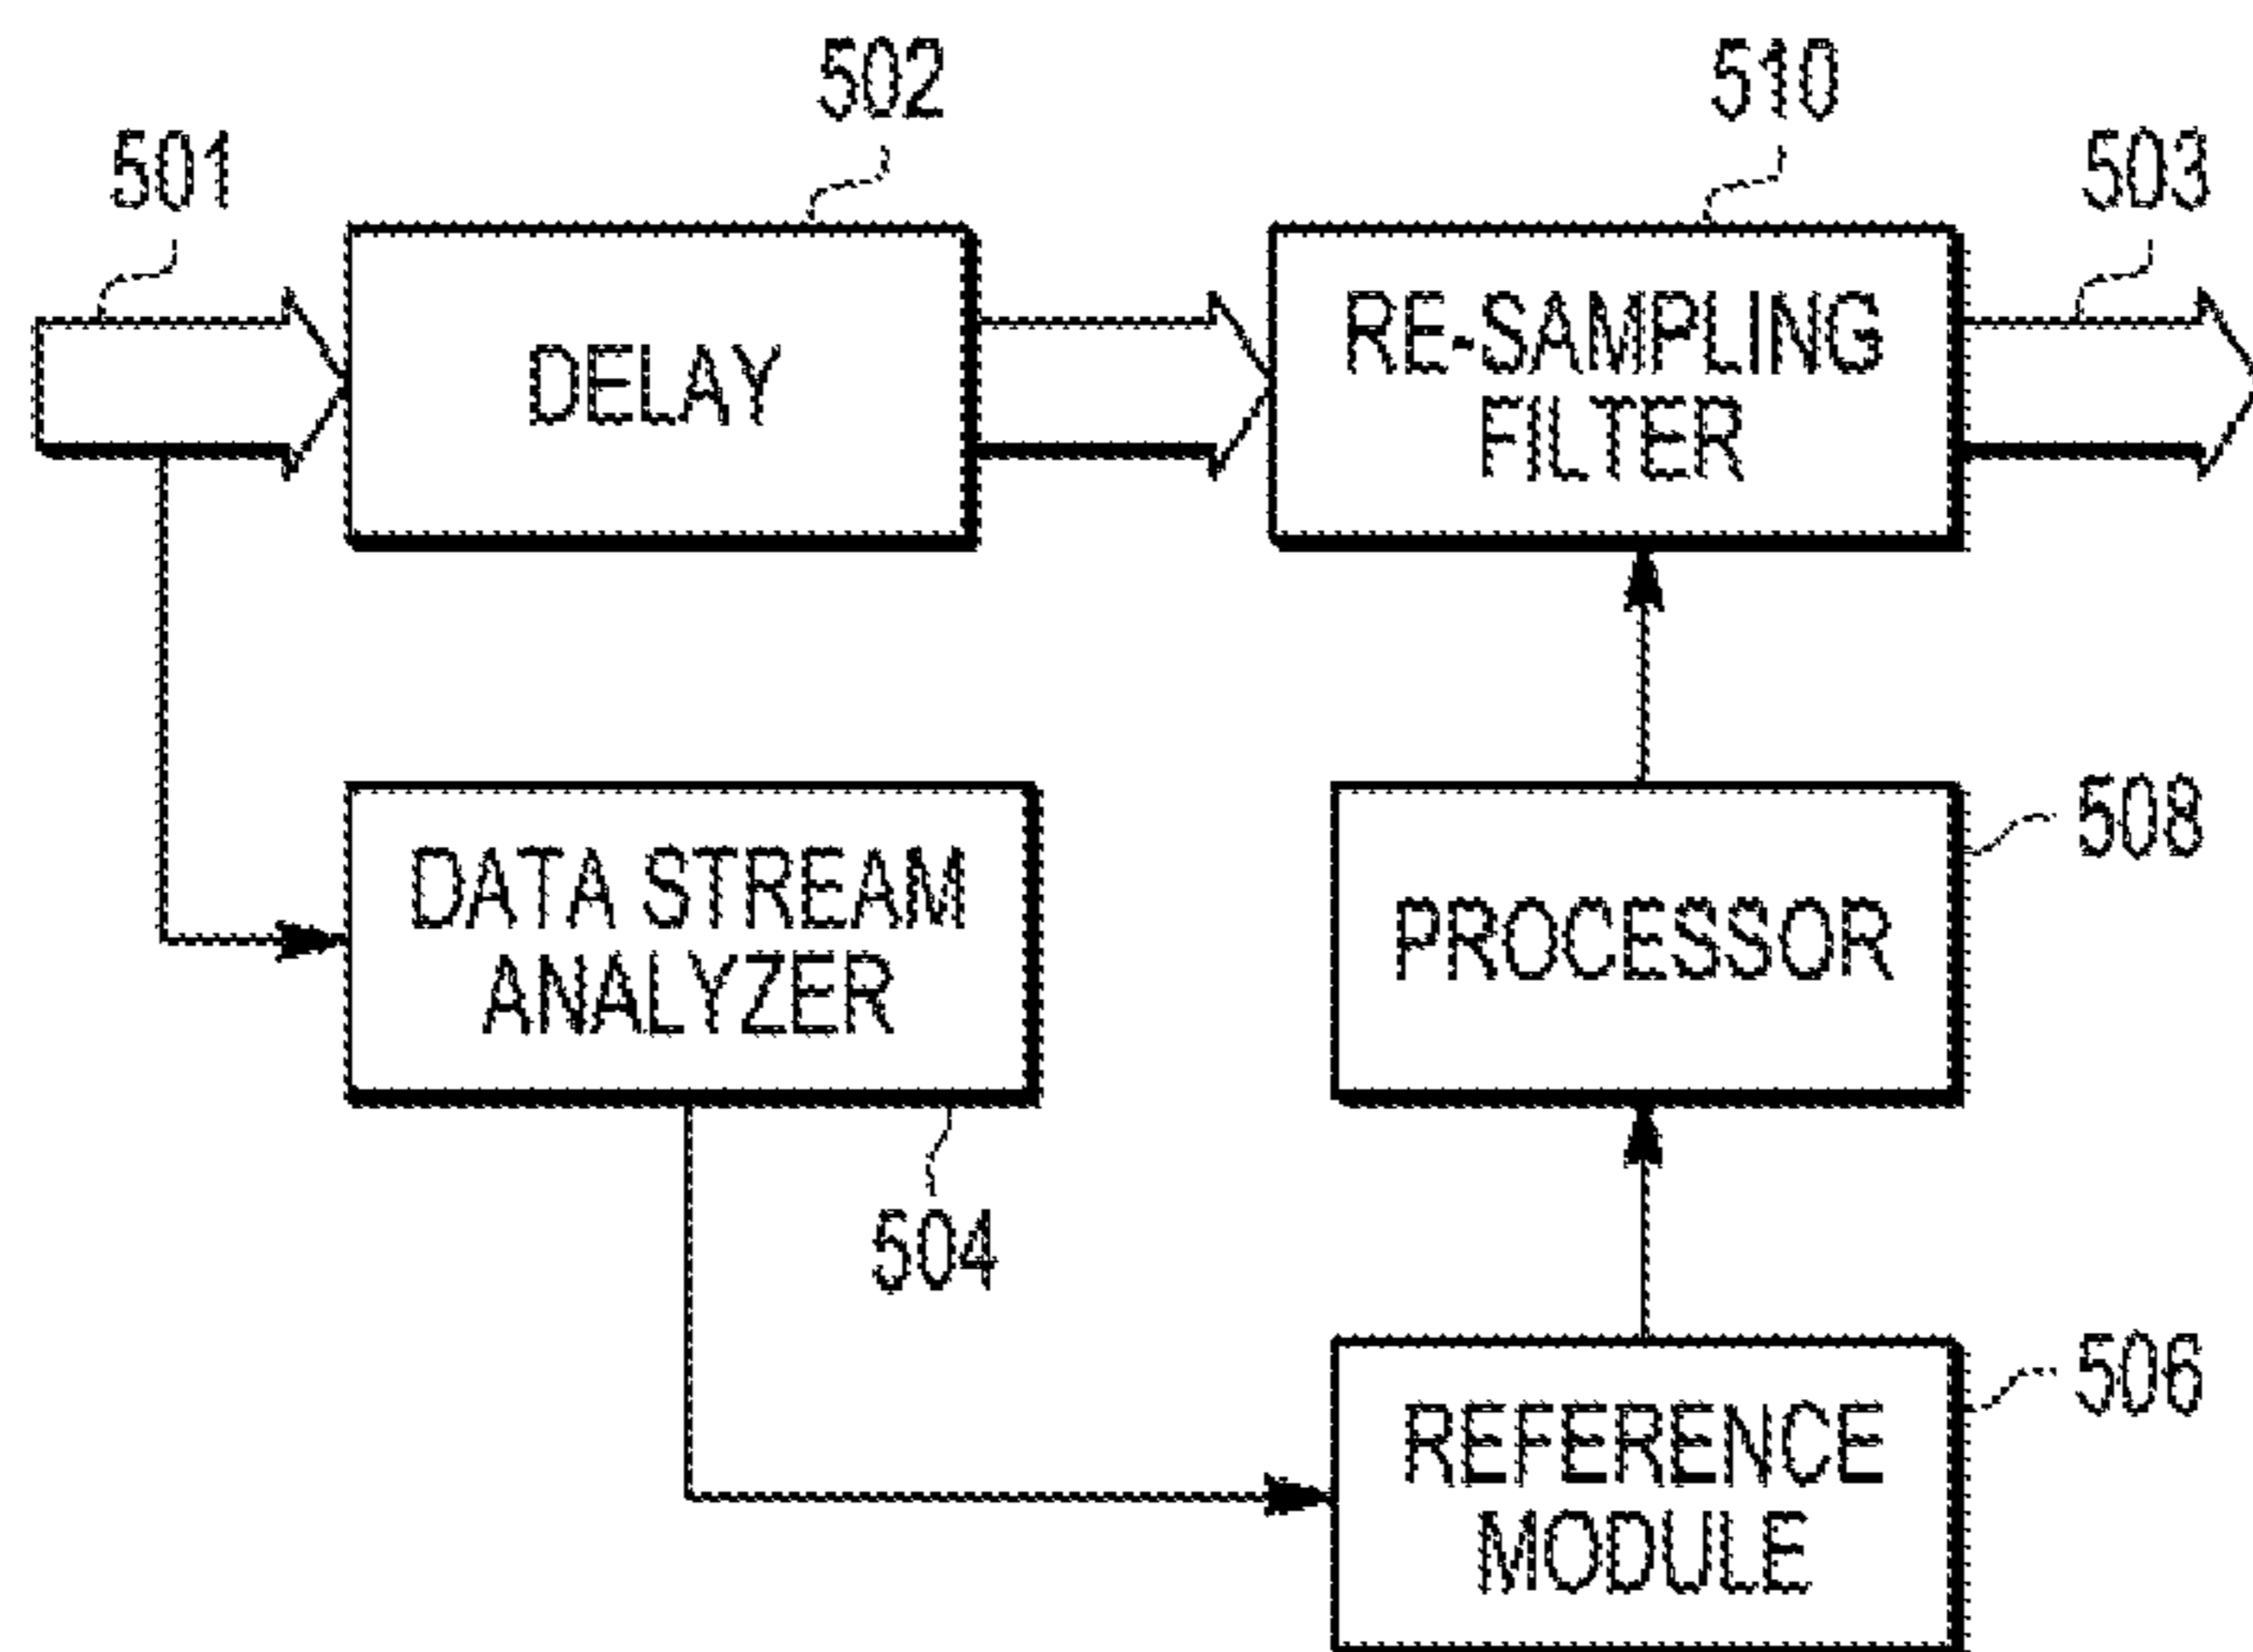 502
510
501
503
DELAY
RE-SAMPLING
FILTER
508
DATA STREAM
ANALYZER
PROCESSOR
504
506
REFERENCE
MODULE